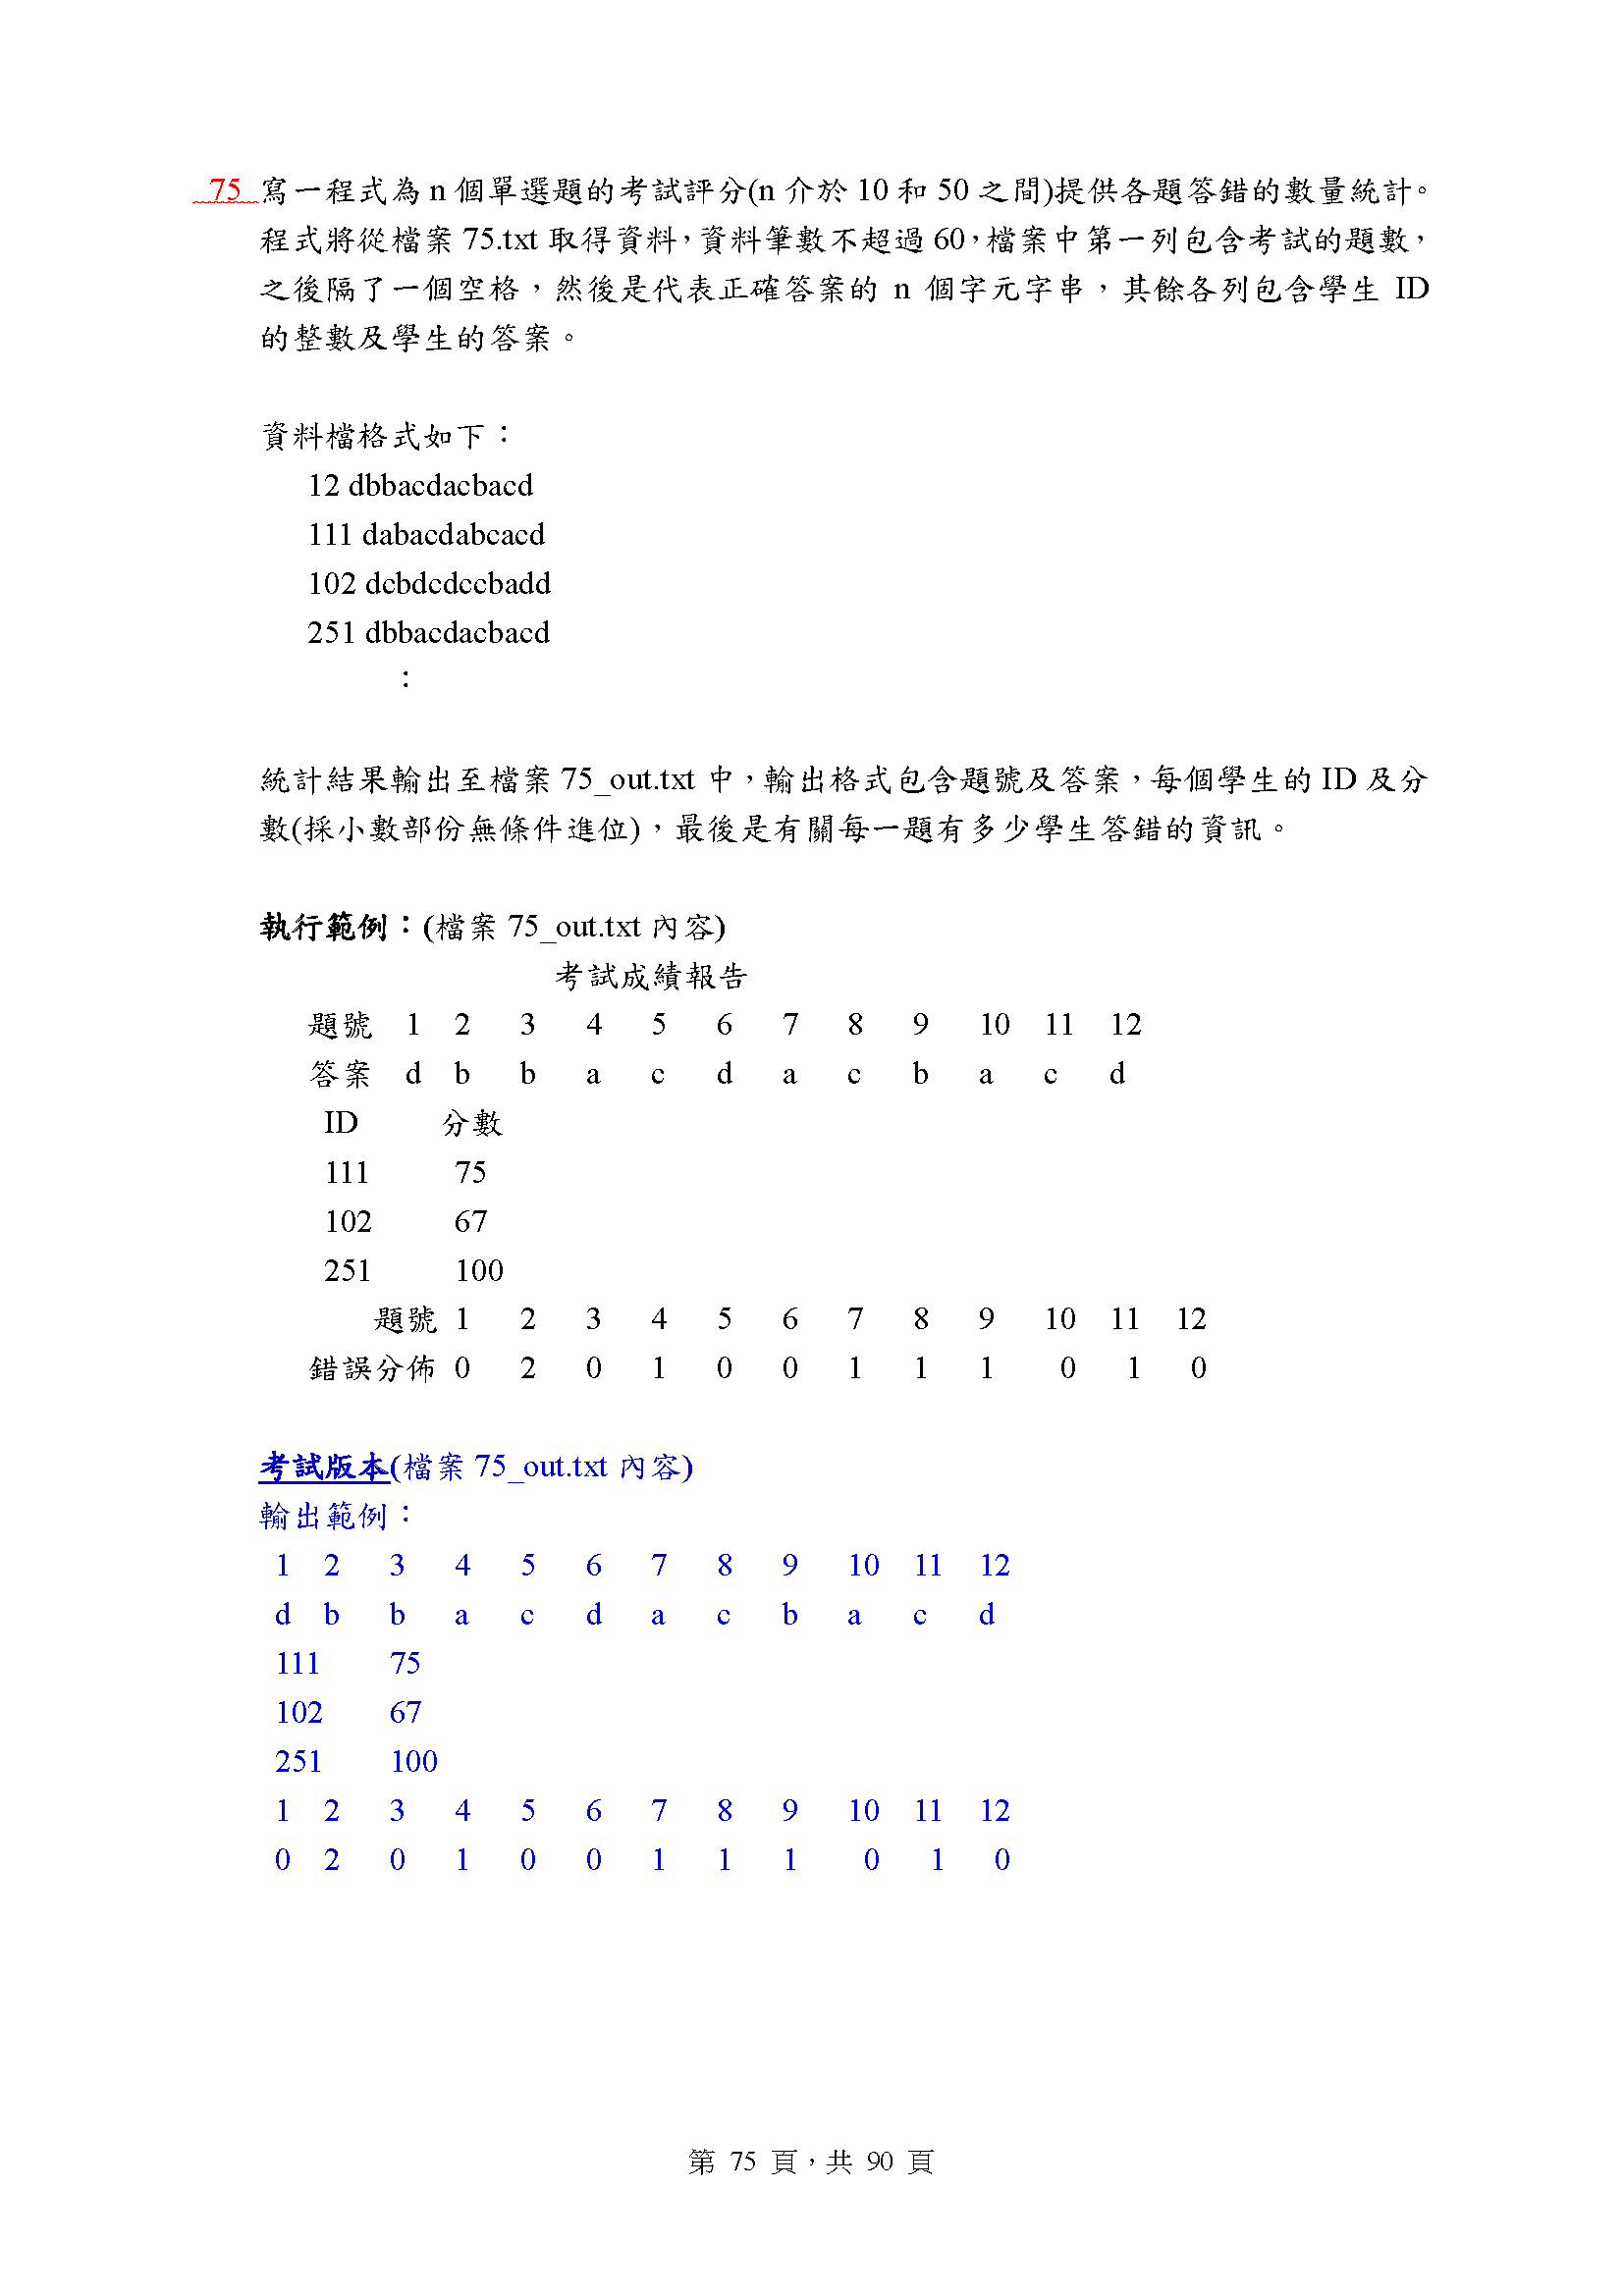 75 寫一程式為 n 個單選題的考試評分(n 介於 10 和 50 之間)提供各題答錯的數量統計。
程式將從檔案 75.txt 取得資料，資料筆數不超過 60，檔案中第一列包含考試的題數，
之後隔了一個空格，然後是代表正確答案的 n 個字元字串，其餘各列包含學生 ID
的整數及學生的答案。
資料檔格式如下：
12 dbbacdacbacd
111 dabacdabcacd
102 dcbdcdccbadd
251 dbbacdacbacd
：
統計結果輸出至檔案 75_out.txt 中，輸出格式包含題號及答案，每個學生的 ID 及分
數(採小數部份無條件進位)，最後是有關每一題有多少學生答錯的資訊。
執行範例：(檔案 75_out.txt 內容)
考試成績報告
題號 1 2 3 4 5 6 7 8 9 10 11 12
答案 d b b a c d a c b a c d
ID 分數
111 75
102 67
251 100
題號 1 2 3 4 5 6 7 8 9 10 11 12
錯誤分佈 0 2 0 1 0 0 1 1 1 0 1 0
考試版本(檔案 75_out.txt 內容)
輸出範例：
1 2 3 4 5 6 7 8 9 10 11 12
d b b a c d a c b a c d
111 75
102 67
251 100
1 2 3 4 5 6 7 8 9 10 11 12
0 2 0 1 0 0 1 1 1 0 1 0
第 75 頁，共 90 頁